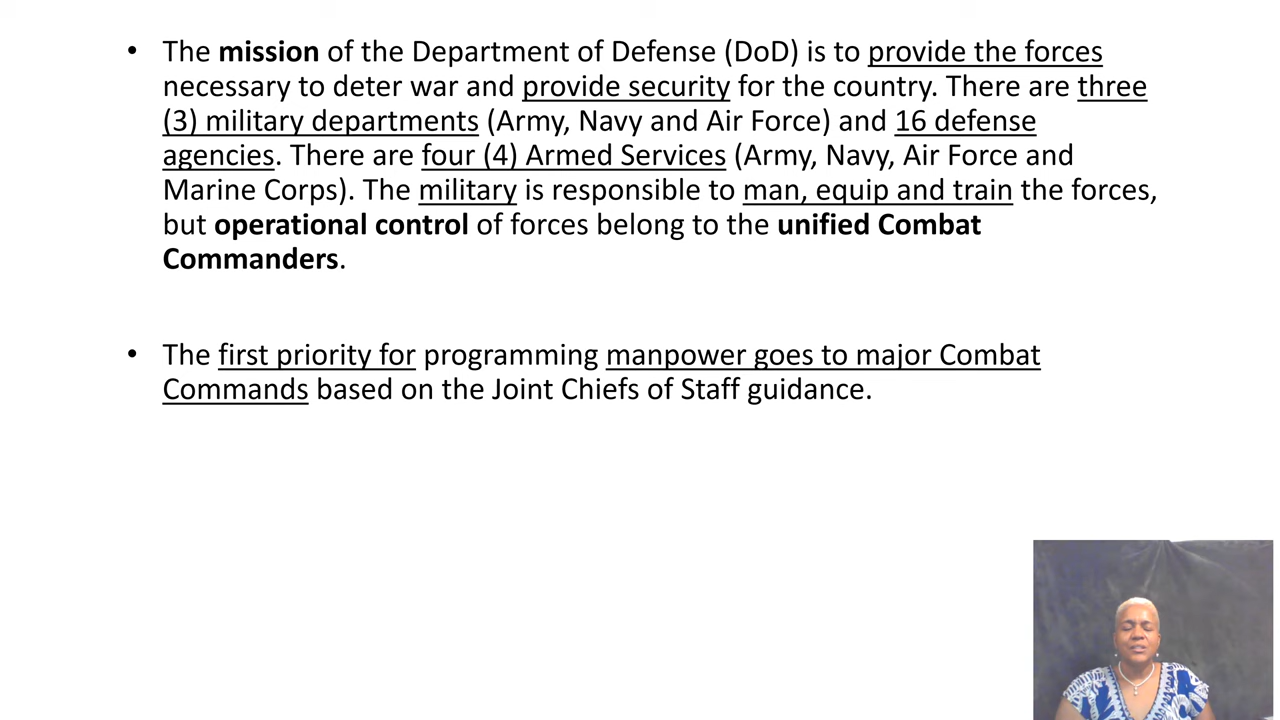 • The mission of the Department of Defense (DoD) is to provide the forces
necessary to deter war and provide security for the country. There are three
(3) military departments (Army, Navy and Air Force) and 16 defense
agencies. There are four (4) Armed Services (Army, Navy, Air Force and
Marine Corps). The military is responsible to man, equip and train the forces,
but operational control of forces belong to the unified Combat
Commanders.
• The first priority for programming manpower goes to major Combat
Commands based on the Joint Chiefs of Staff guidance.